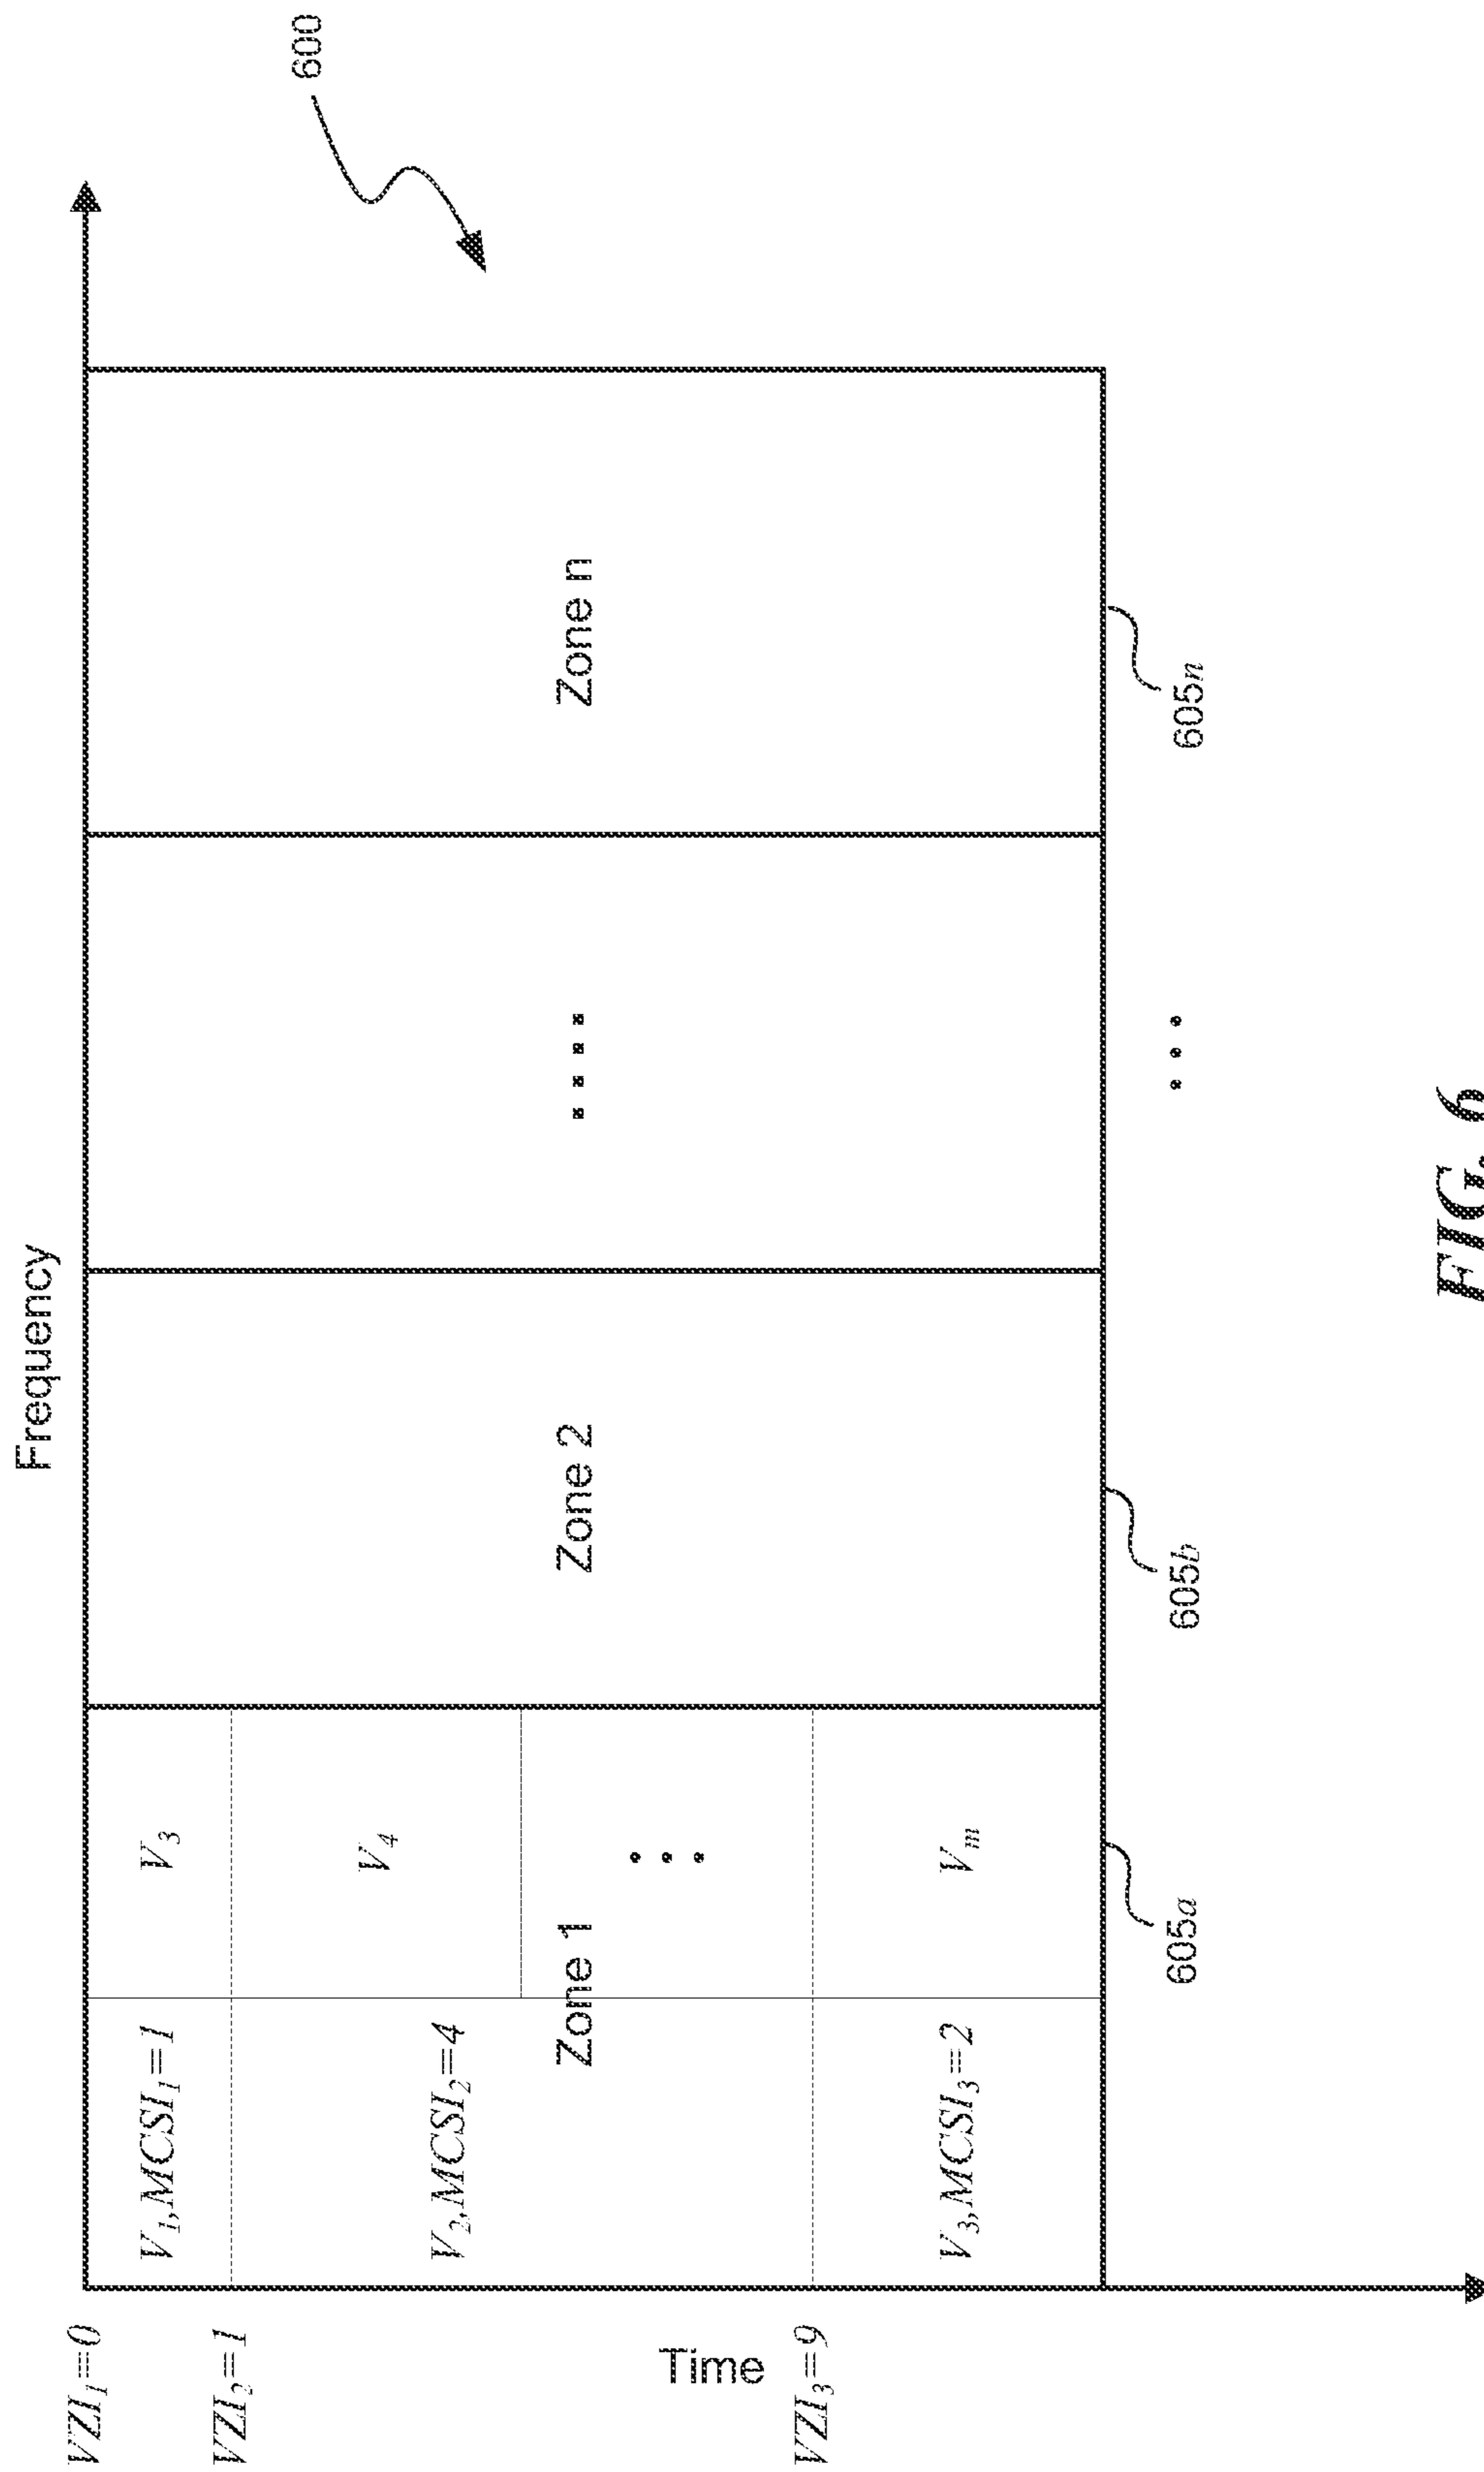 Frequency
600
VZI₁=0
V₁,MCSI₁=1
V₃
VZI₂=1
V₂,MCSI₂=4
V₄
Zone 1
Zone 2
....
Zone n
Time
...
VZI₃=9
V₃,MCSI₃=2
Vₘ
605a
605b
...
605n
FIG. 6